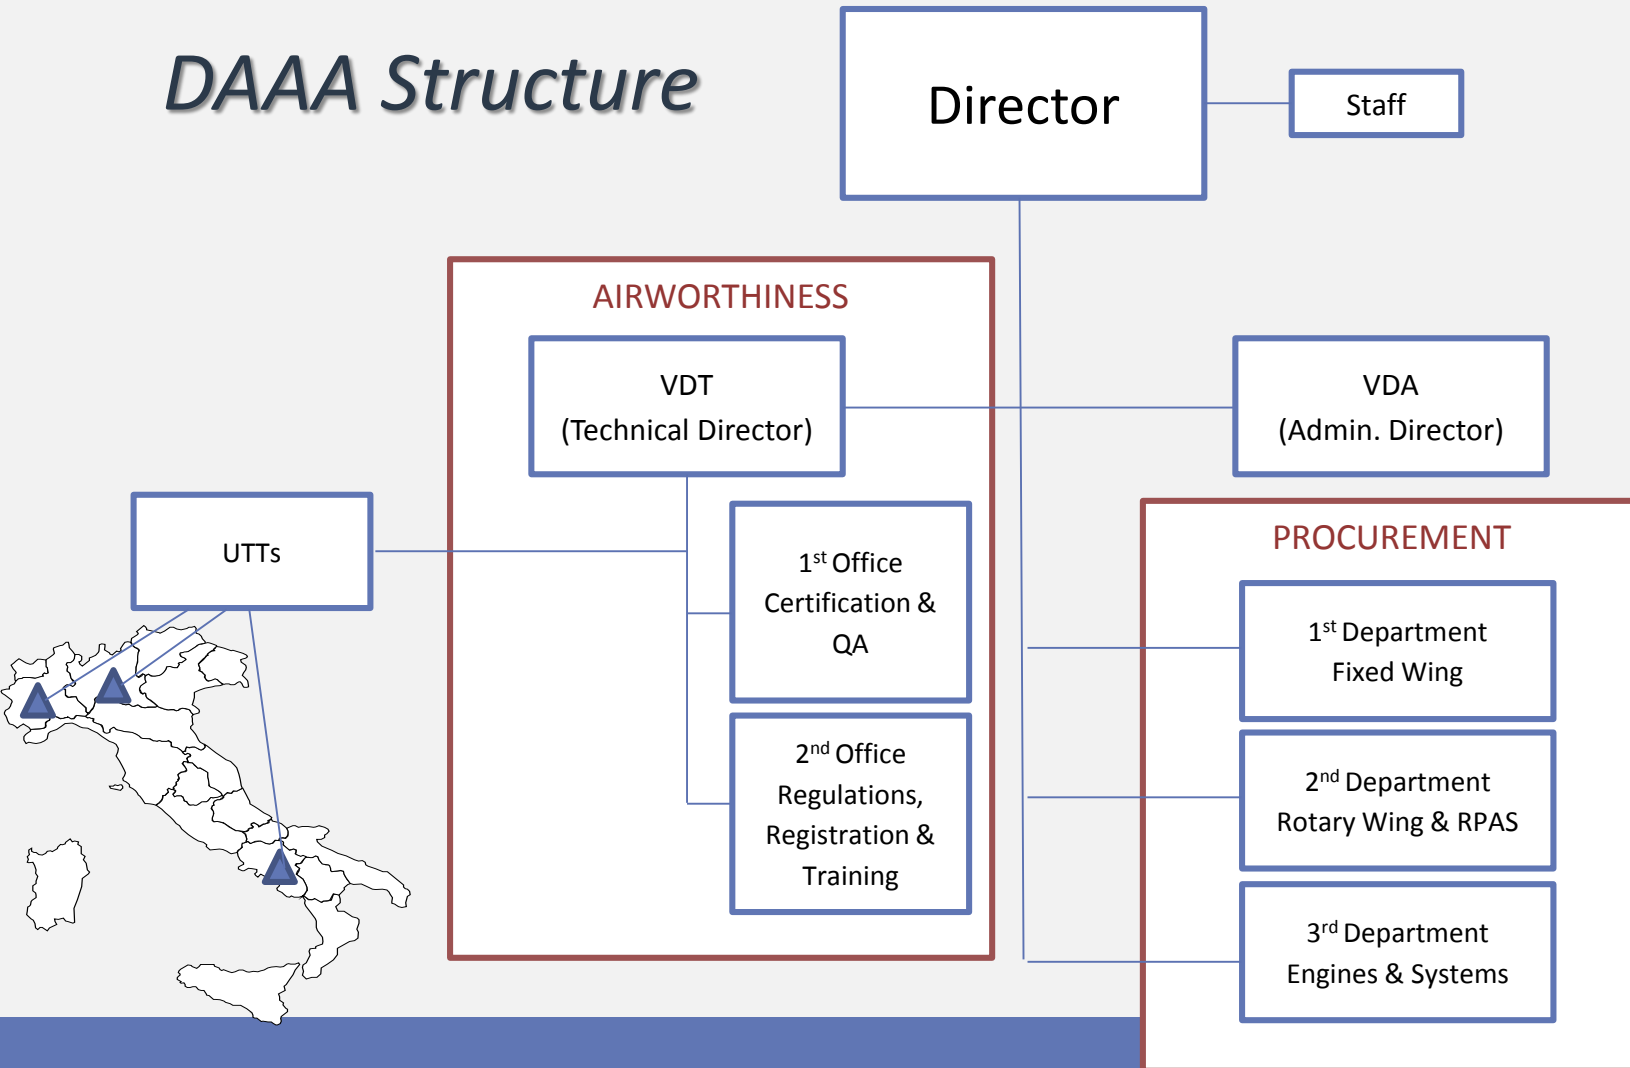 DAAA Structure
Director
Staff
AIRWORTHINESS
VDT
(Technical Director)
VDA
(Admin. Director)
UTTs
1st Office
Certification &
QA
2nd Office
Regulations,
Registration &
Training
PROCUREMENT
1st Department
Fixed Wing
2nd Department
Rotary Wing & RPAS
3rd Department
Engines & Systems